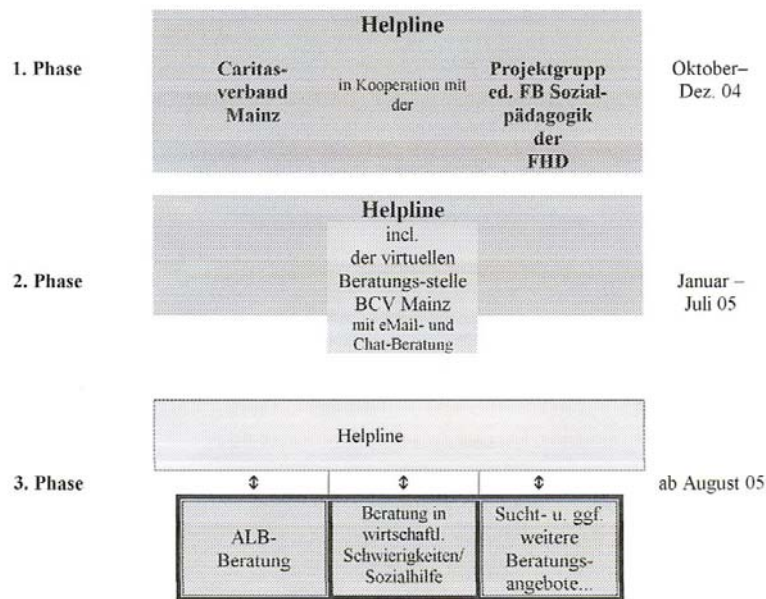 Helpline
1. Phase
Caritas-
verband
Mainz
in Kooperation mit
der
Projektgrupp
ed. FB Sozial-
pädagogik
der
FHD
Oktober–
Dez. 04
Helpline
incl.
der virtuellen
Beratungs-stelle
BCV Mainz
mit eMail- und
Chat-Beratung
2. Phase
Januar –
Juli 05
Helpline
3. Phase
ab August 05
ALB-
Beratung
Beratung in
wirtschaftl.
Schwierigkeiten/
Sozialhilfe
Sucht- u. ggf.
weitere
Beratungs-
angebote...